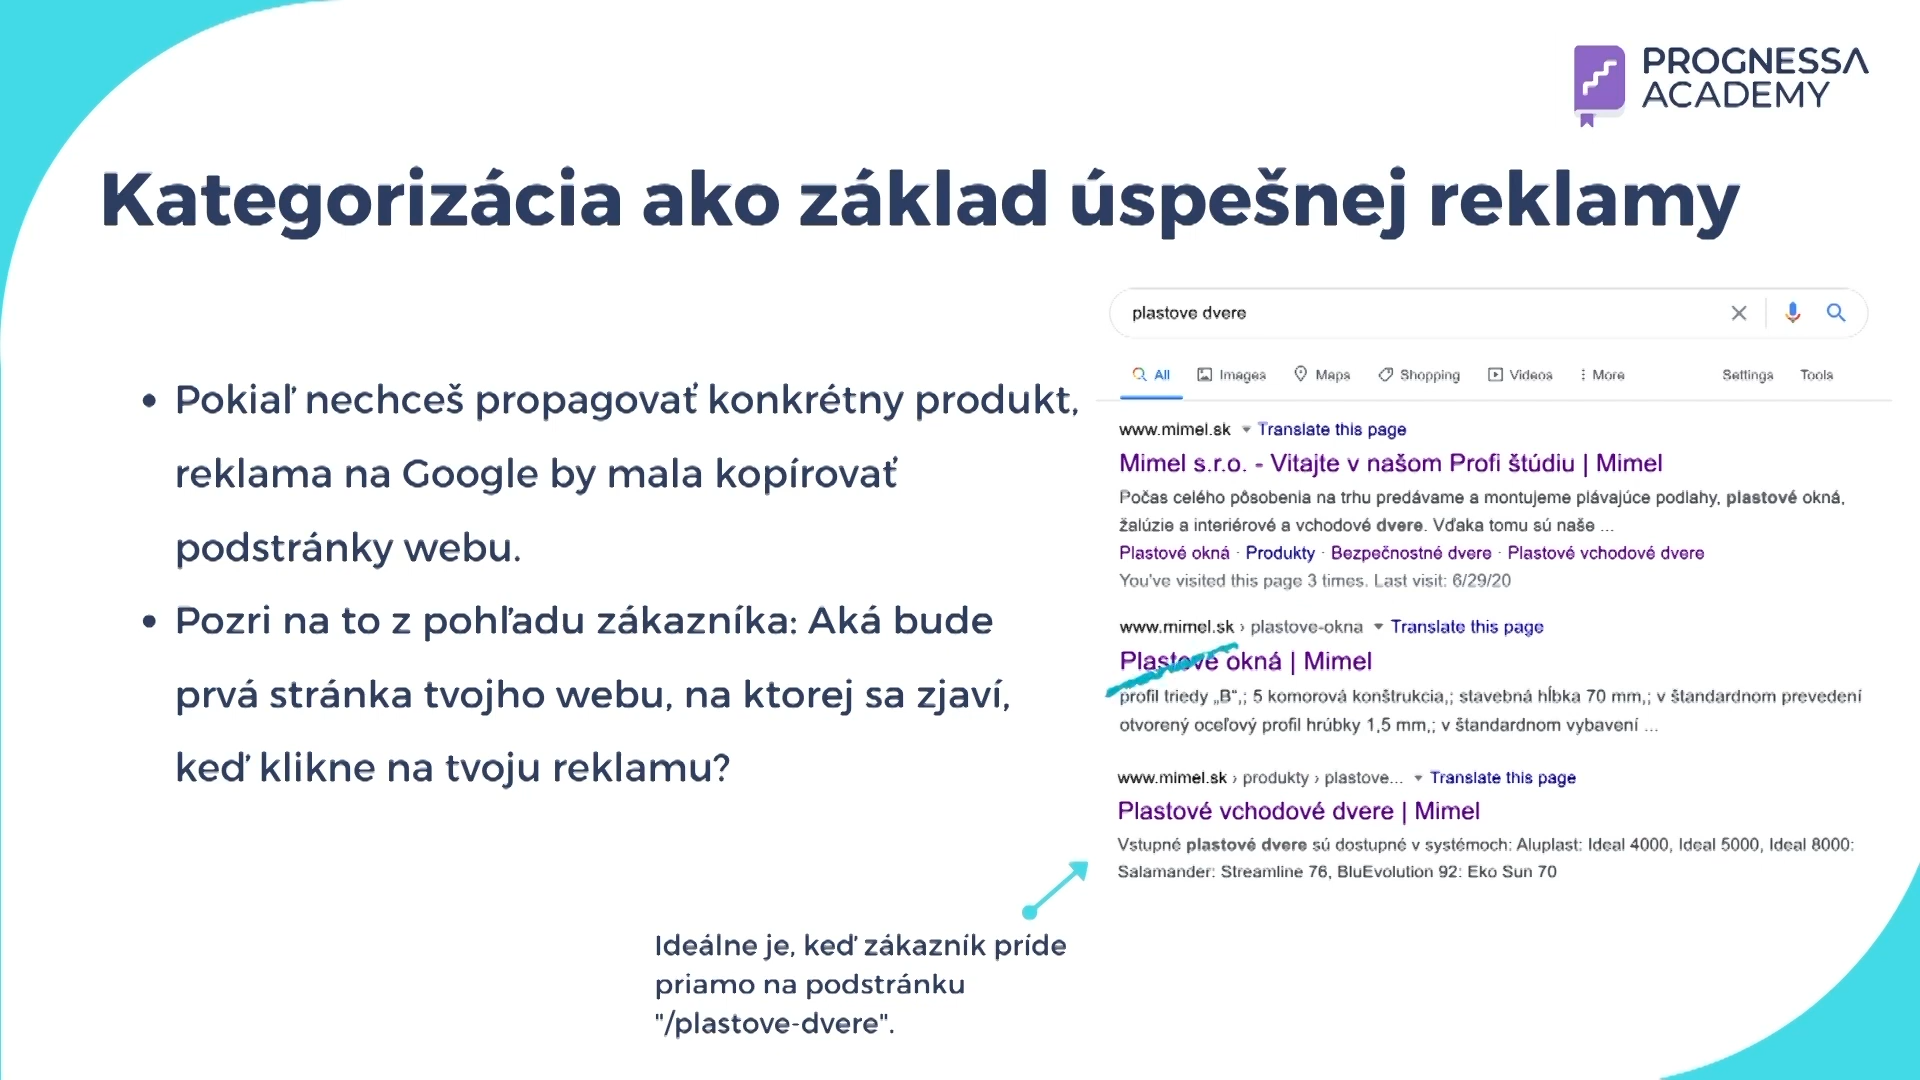 PROGNESSA
ACADEMY
Kategorizácia ako základ úspešnej reklamy
• Pokiaľ nechceš propagovať konkrétny produkt,
reklama na Google by mala kopírovať
podstránky webu.
• Pozri na to z pohľadu zákazníka: Aká bude
prvá stránka tvojho webu, na ktorej sa zjaví,
keď klikne na tvoju reklamu?
Ideálne je, keď zákazník príde
priamo na podstránku
"/plastove-dvere".
plastove dvere
All Images Maps Shopping Videos More Settings Tools
www.mimel.sk Translate this page
Mimel s.r.o. - Vitajte v našom Profi štúdiu | Mimel
Počas celého pôsobenia na trhu predávame a montujeme plávajúce podlahy, plastové okná,
žalúzie a interiérové a vchodové dvere. Vďaka tomu sú naše ...
Plastové okná · Produkty · Bezpečnostné dvere · Plastové vchodové dvere
You've visited this page 3 times. Last visit: 6/29/20
www.mimel.sk › plastove-okna Translate this page
Plastové okná | Mimel
profil triedy „B“,; 5 komorová konštrukcia,; stavebná hĺbka 70 mm,; v štandardnom prevedení
otvorený oceľový profil hrúbky 1,5 mm,; v štandardnom vybavení ...
www.mimel.sk › produkty › plastove... Translate this page
Plastové vchodové dvere | Mimel
Vstupné plastové dvere sú dostupné v systémoch: Aluplast: Ideal 4000, Ideal 5000, Ideal 8000:
Salamander: Streamline 76, BluEvolution 92: Eko Sun 70